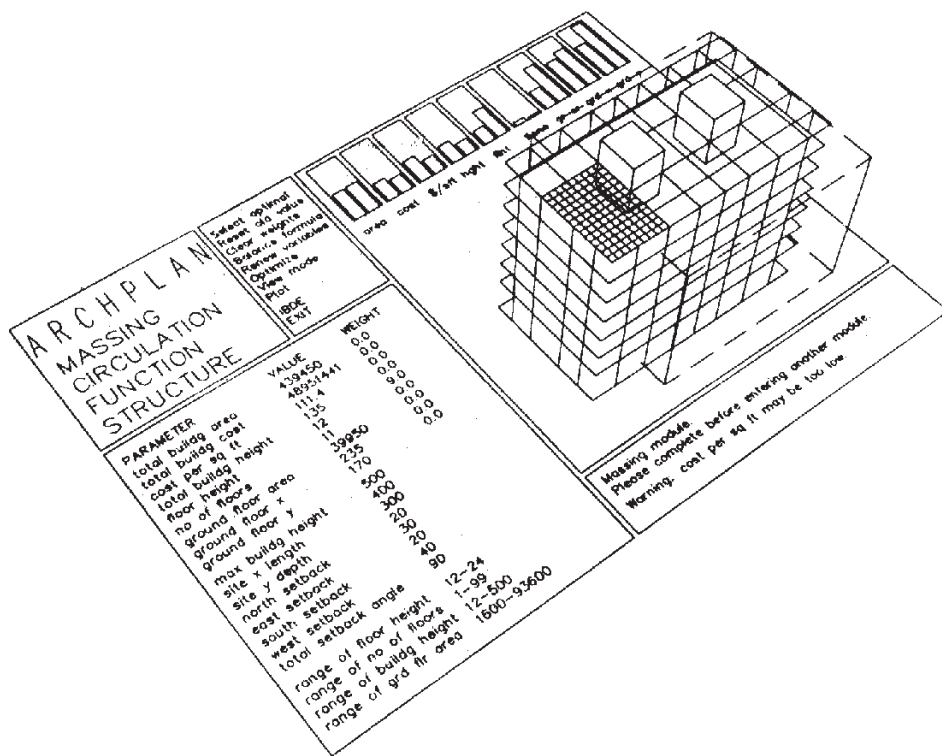 area cost $/sft hght flht
Select optimal
Reset old value
Clear weights
Balance formula
Renew variables
Optimize
View mode
Plot
IBDE
EXIT
ARCHPLAN
MASSING
CIRCULATION
FUNCTION
STRUCTURE
PARAMETER VALUE WEIGHT
total buildg area 439450 0.0
total buildg cost 48951441 0.0
cost per sq ft 111.4 0.0
total buildg height 135 0.0
floor height 12 9.0
no of floors 11 0.0
ground floor area 39950 0.0
ground floor x 235
ground floor y 170
max buildg height 500
site x length 400
site y depth 300
north setback 20
east setback 30
south setback 20
west setback 40
total setback angle 90
range of floor height 12-24
range of no of floors 1-99
range of buildg height 12-500
range of grd flr area 1600-93600
Massing module.
Please complete before entering another module.
Warning. cost per sq ft may be too low